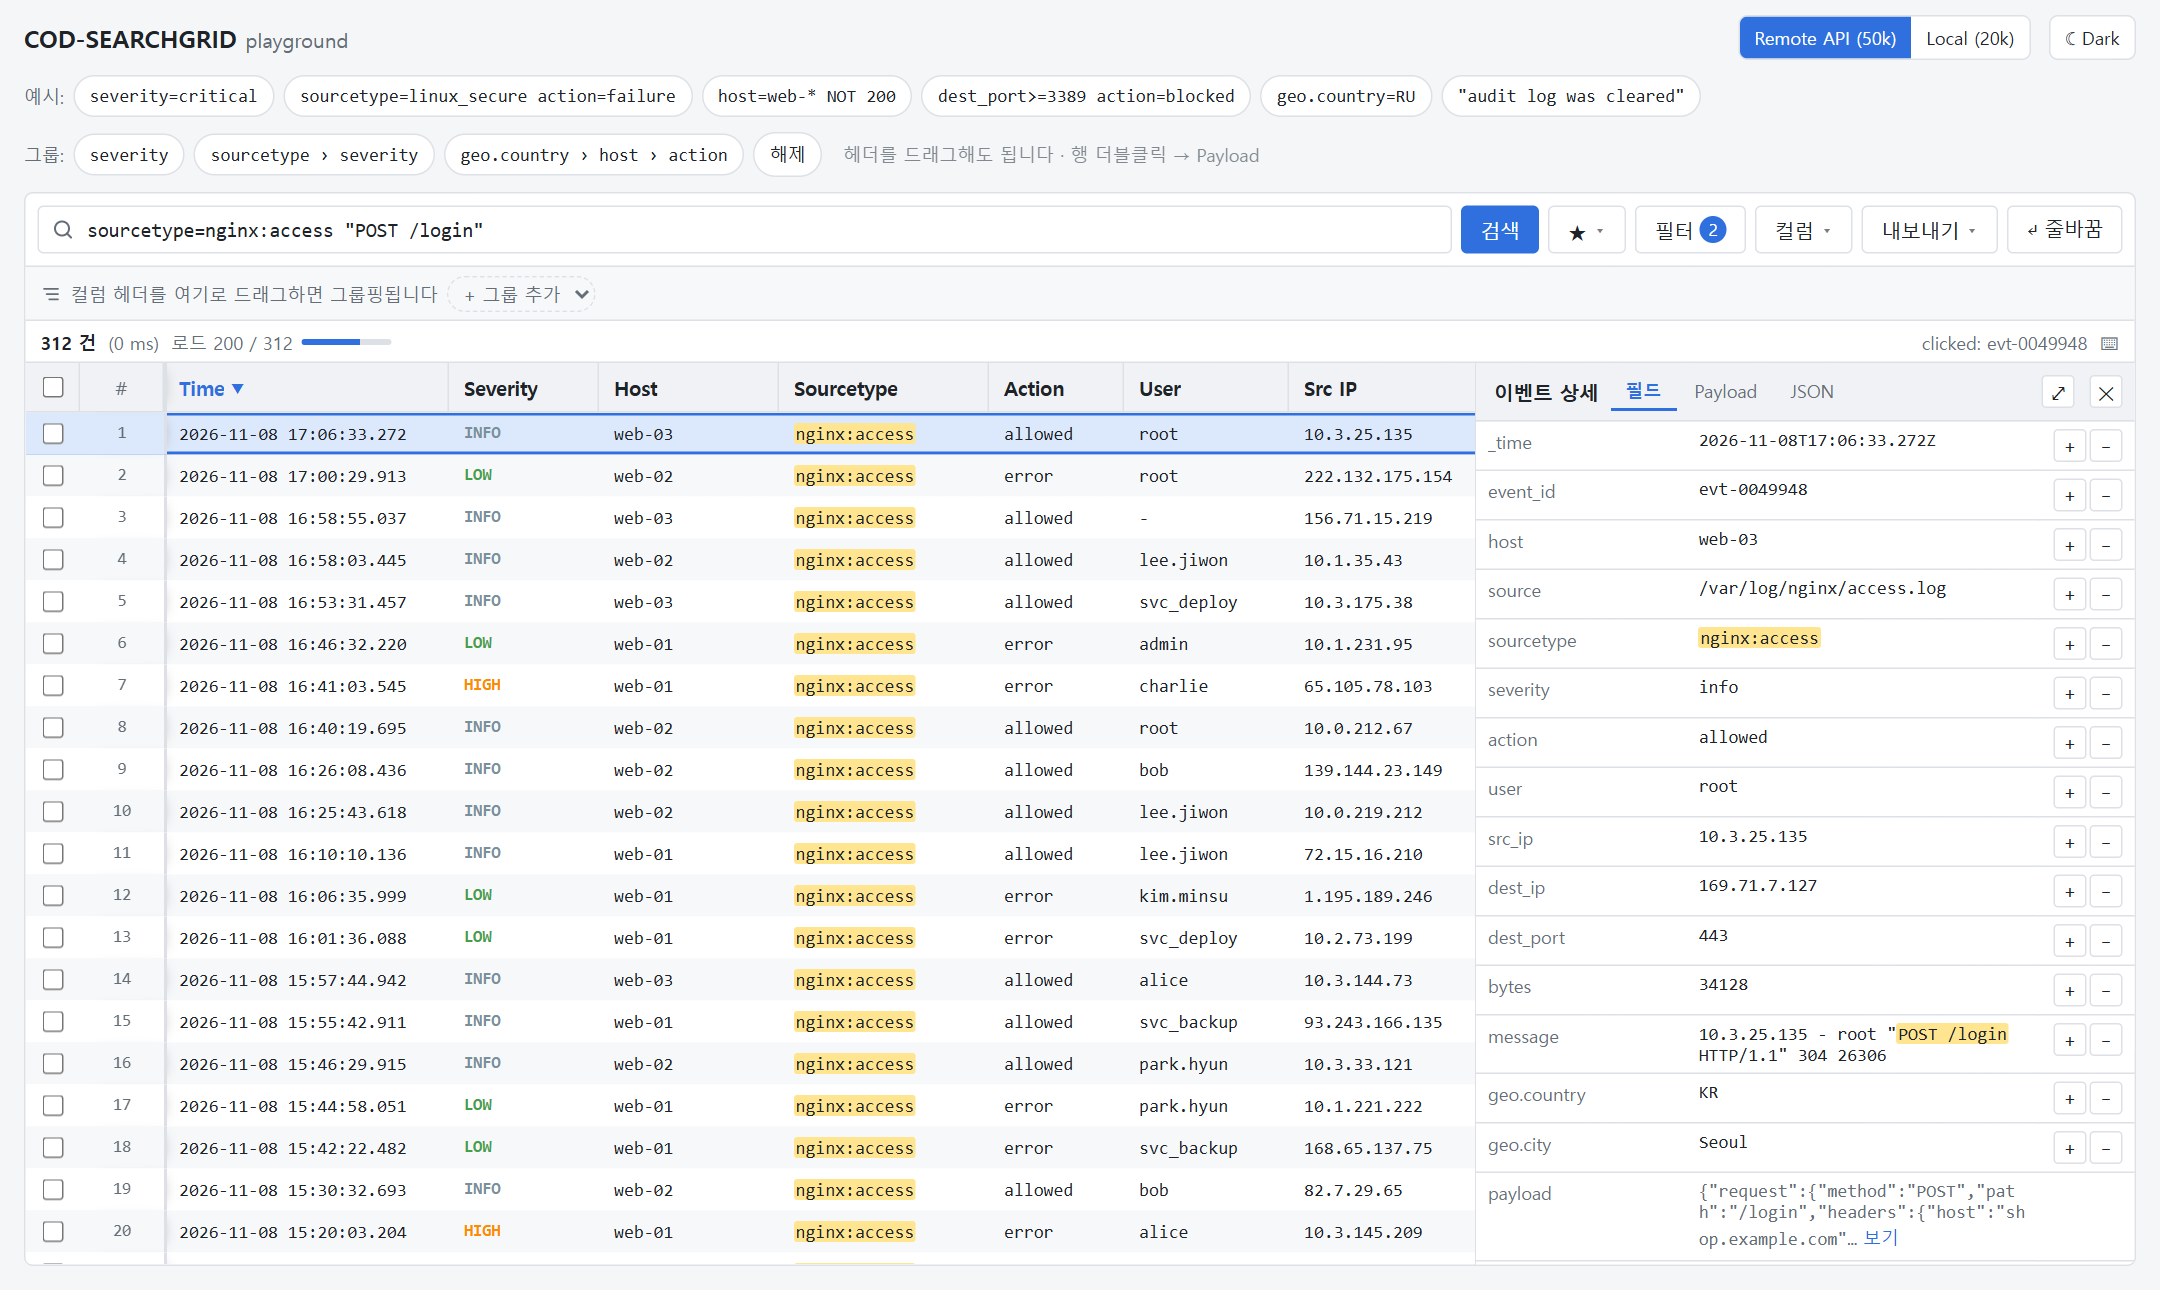 COD-SEARCHGRID playground
Remote API (50k) Local (20k) ☾ Dark
예시: severity=critical sourcetype=linux_secure action=failure host=web-* NOT 200 dest_port>=3389 action=blocked geo.country=RU "audit log was cleared"
그룹: severity sourcetype › severity geo.country › host › action 해제 헤더를 드래그해도 됩니다 · 행 더블클릭 → Payload
sourcetype=nginx:access "POST /login" 검색 ★ ▾ 필터 2 컬럼 ▾ 내보내기 ▾ ↲ 줄바꿈
컬럼 헤더를 여기로 드래그하면 그룹핑됩니다 + 그룹 추가
312 건 (0 ms) 로드 200 / 312 clicked: evt-0049948
# Time ▼ Severity Host Sourcetype Action User Src IP
1 2026-11-08 17:06:33.272 INFO web-03 nginx:access allowed root 10.3.25.135
2 2026-11-08 17:00:29.913 LOW web-02 nginx:access error root 222.132.175.154
3 2026-11-08 16:58:55.037 INFO web-03 nginx:access allowed - 156.71.15.219
4 2026-11-08 16:58:03.445 INFO web-02 nginx:access allowed lee.jiwon 10.1.35.43
5 2026-11-08 16:53:31.457 INFO web-03 nginx:access allowed svc_deploy 10.3.175.38
6 2026-11-08 16:46:32.220 LOW web-01 nginx:access error admin 10.1.231.95
7 2026-11-08 16:41:03.545 HIGH web-01 nginx:access error charlie 65.105.78.103
8 2026-11-08 16:40:19.695 INFO web-02 nginx:access allowed root 10.0.212.67
9 2026-11-08 16:26:08.436 INFO web-02 nginx:access allowed bob 139.144.23.149
10 2026-11-08 16:25:43.618 INFO web-02 nginx:access allowed lee.jiwon 10.0.219.212
11 2026-11-08 16:10:10.136 INFO web-01 nginx:access allowed lee.jiwon 72.15.16.210
12 2026-11-08 16:06:35.999 LOW web-01 nginx:access error kim.minsu 1.195.189.246
13 2026-11-08 16:01:36.088 LOW web-01 nginx:access error svc_deploy 10.2.73.199
14 2026-11-08 15:57:44.942 INFO web-03 nginx:access allowed alice 10.3.144.73
15 2026-11-08 15:55:42.911 INFO web-01 nginx:access allowed svc_backup 93.243.166.135
16 2026-11-08 15:46:29.915 INFO web-02 nginx:access allowed park.hyun 10.3.33.121
17 2026-11-08 15:44:58.051 LOW web-01 nginx:access error park.hyun 10.1.221.222
18 2026-11-08 15:42:22.482 LOW web-01 nginx:access error svc_backup 168.65.137.75
19 2026-11-08 15:30:32.693 INFO web-02 nginx:access allowed bob 82.7.29.65
20 2026-11-08 15:20:03.204 HIGH web-01 nginx:access error alice 10.3.145.209
이벤트 상세 필드 Payload JSON
_time 2026-11-08T17:06:33.272Z + −
event_id evt-0049948 + −
host web-03 + −
source /var/log/nginx/access.log + −
sourcetype nginx:access + −
severity info + −
action allowed + −
user root + −
src_ip 10.3.25.135 + −
dest_ip 169.71.7.127 + −
dest_port 443 + −
bytes 34128 + −
message 10.3.25.135 - root "POST /login + −
HTTP/1.1" 304 26306
geo.country KR + −
geo.city Seoul + −
payload {"request":{"method":"POST","pat
h":"/login","headers":{"host":"sh
op.example.com"… 보기